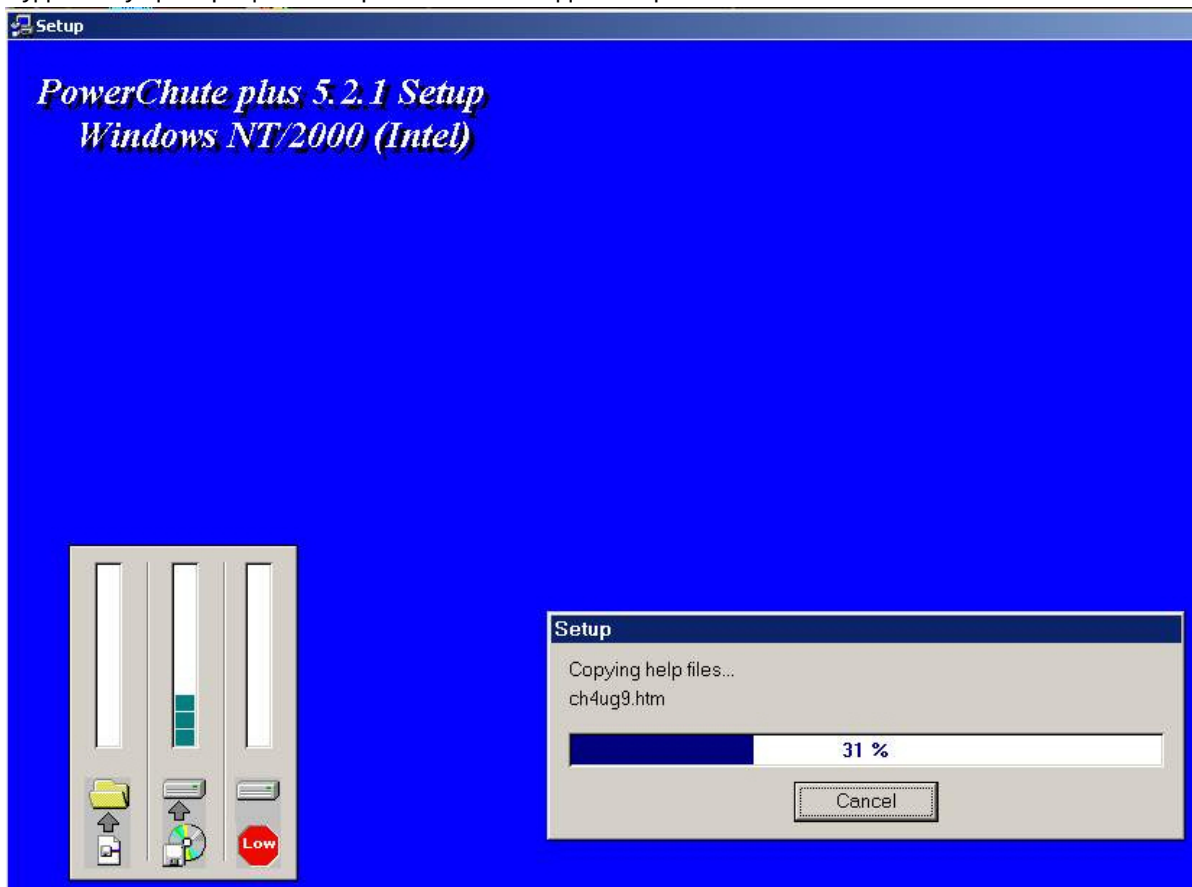 Setup
PowerChute plus 5.2.1 Setup
Windows NT/2000 (Intel)
Setup
Copying help files...
ch4ug9.htm
31 %
Cancel
Low